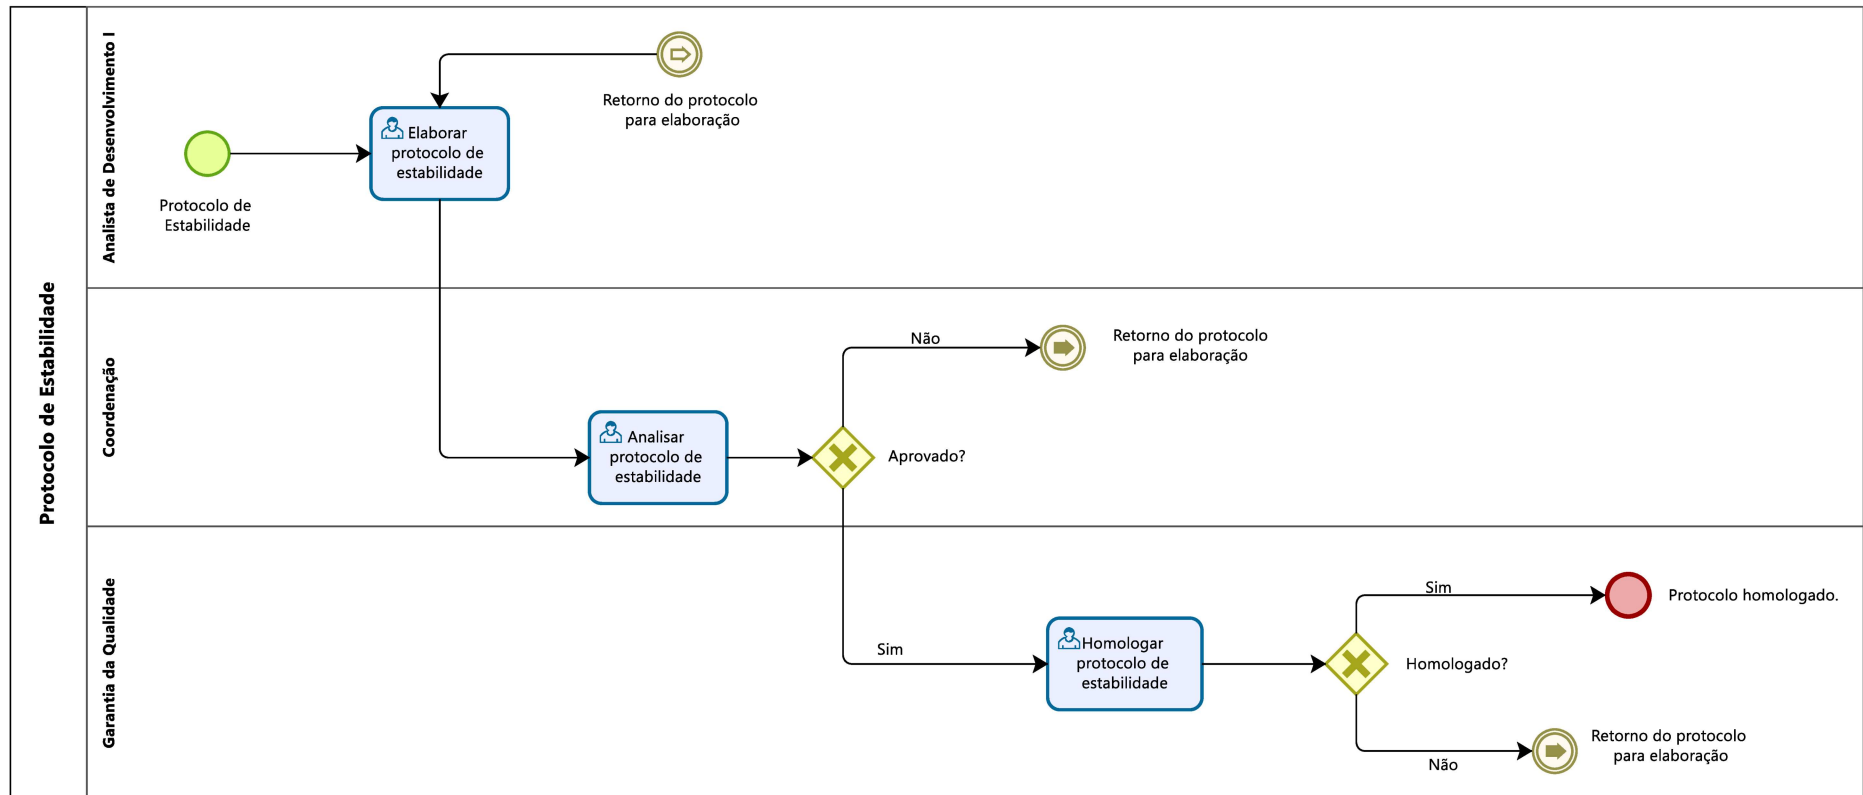 Protocolo de Estabilidade
Analista de Desenvolvimento I
Retorno do protocolo
para elaboração
Elaborar
protocolo de
estabilidade
Protocolo de
Estabilidade
Coordenação
Não
Retorno do protocolo
para elaboração
Analisar
protocolo de
estabilidade
Aprovado?
Garantia da Qualidade
Sim
Homologar
protocolo de
estabilidade
Sim
Protocolo homologado.
Homologado?
Não
Retorno do protocolo
para elaboração